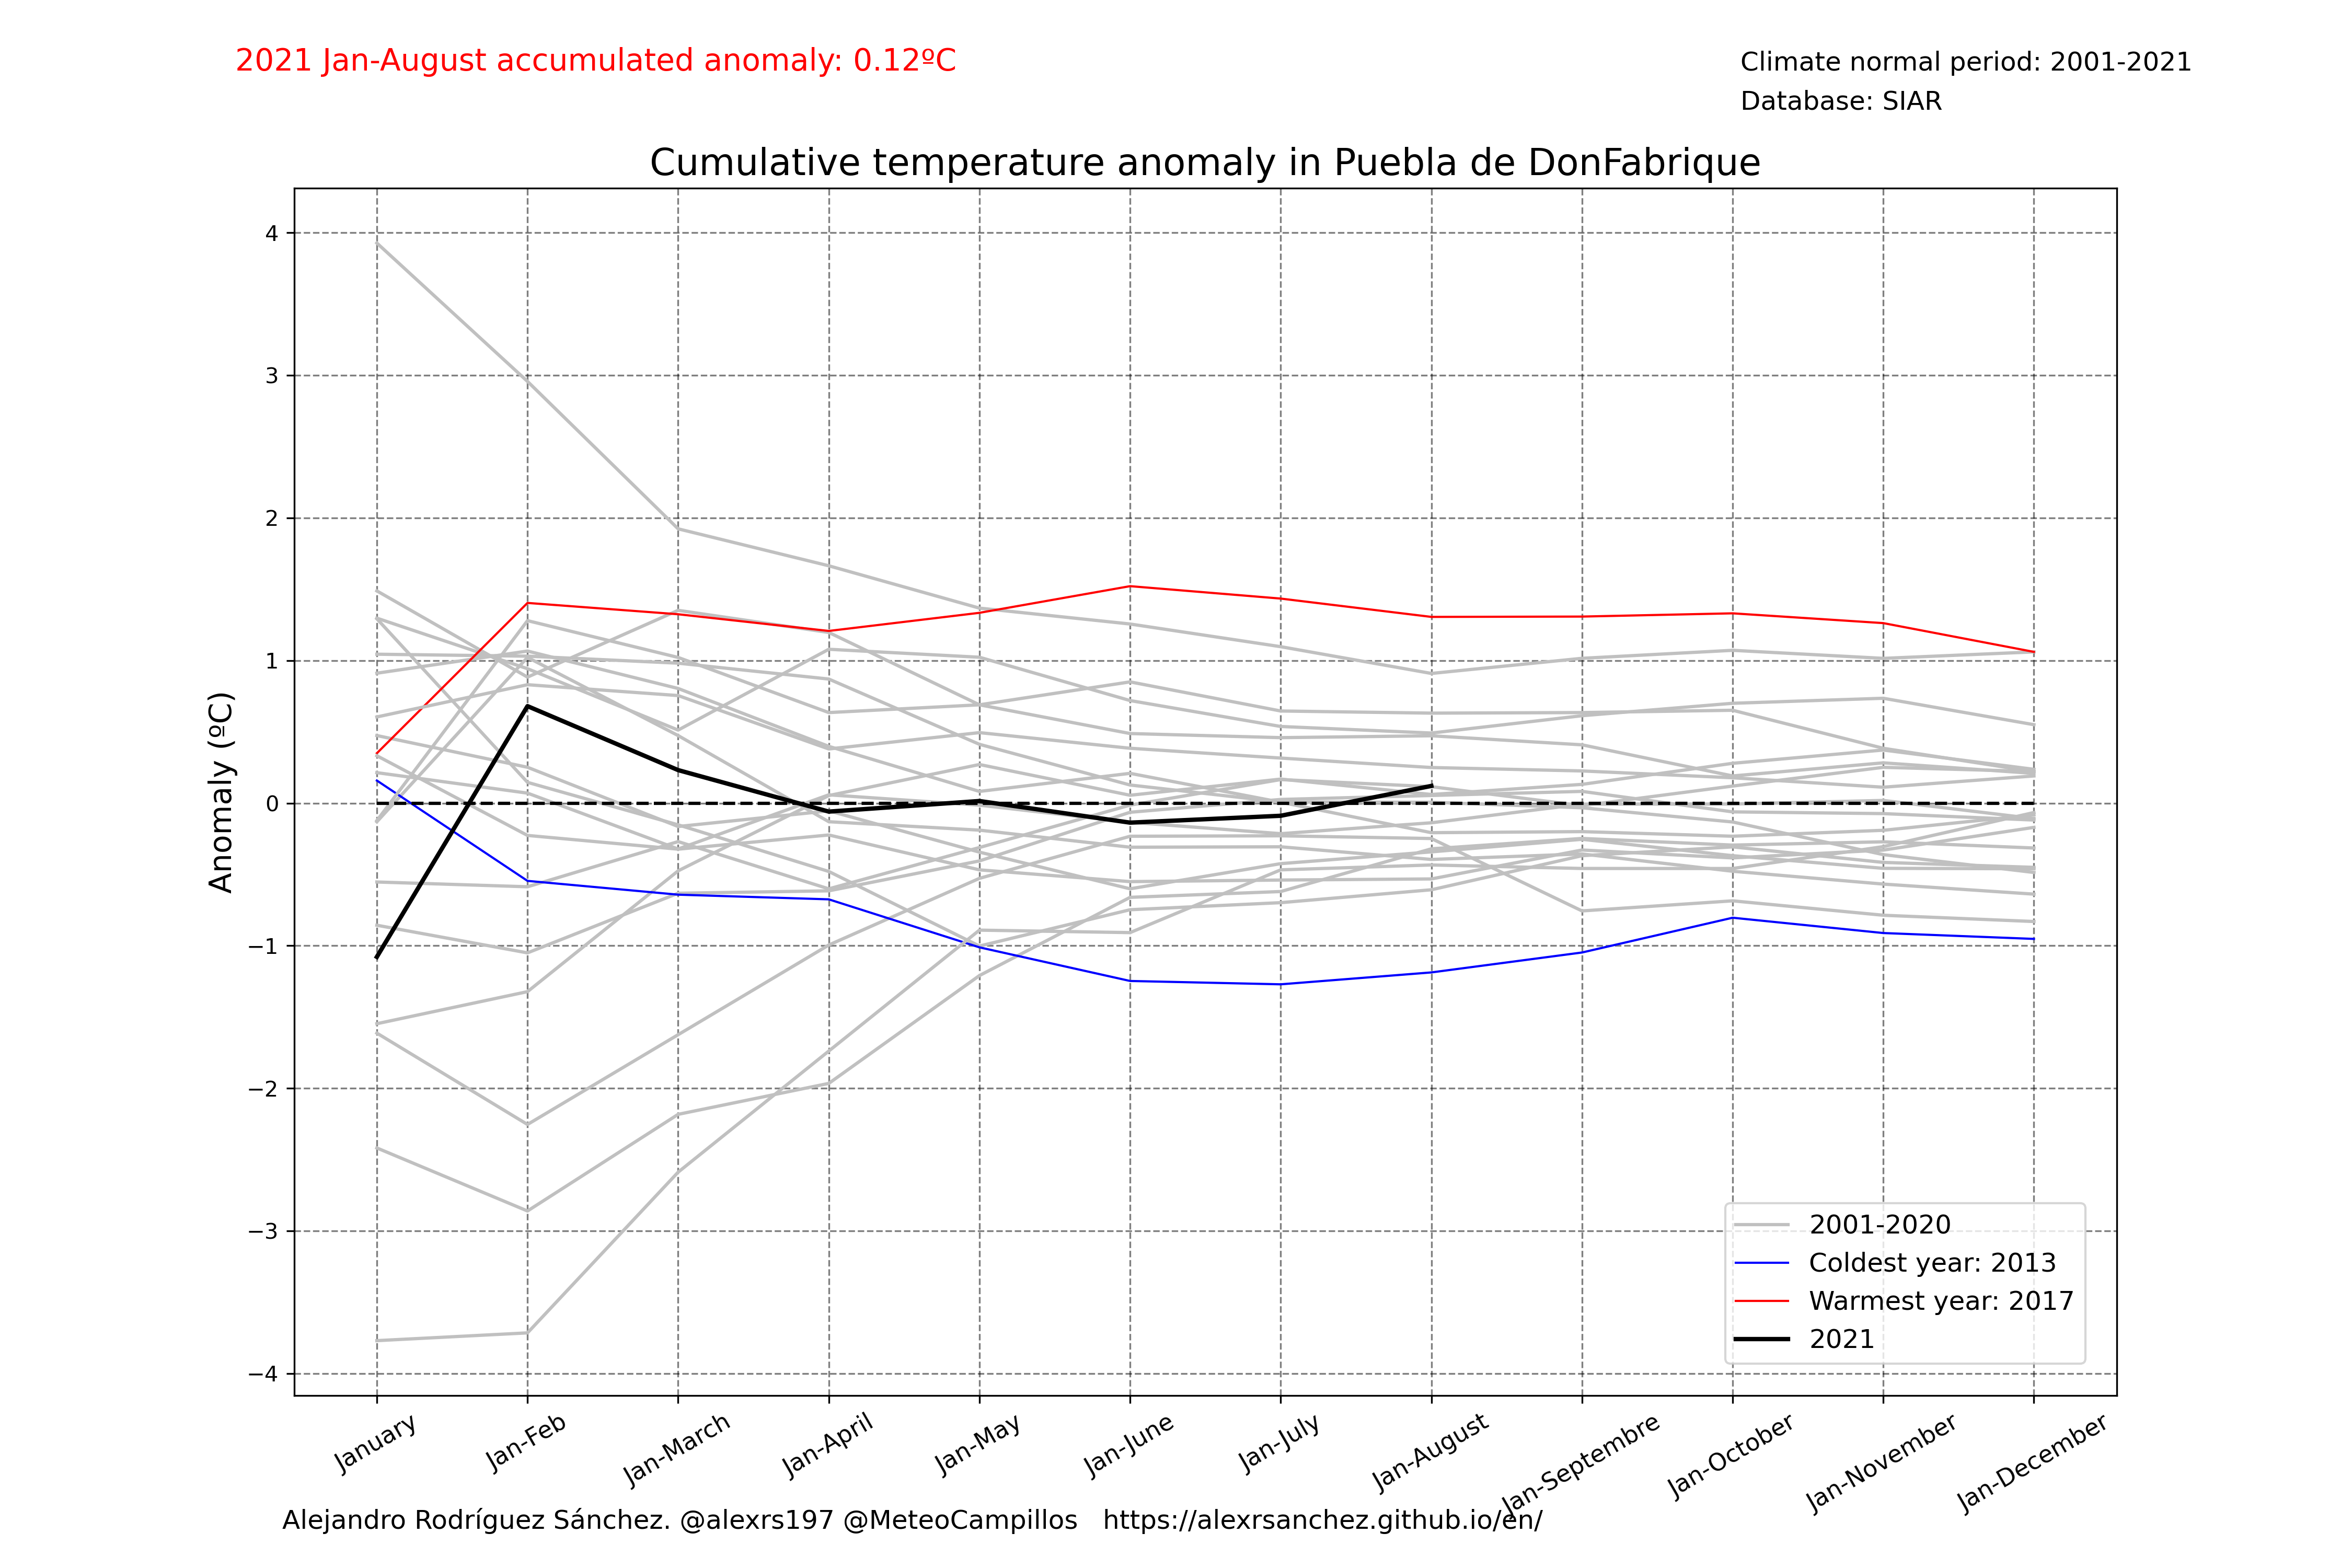 2021 Jan-August accumulated anomaly: 0.12ºC
Climate normal period: 2001-2021
Database: SIAR
Cumulative temperature anomaly in Puebla de DonFabrique
Anomaly (ºC)
4
3
2
1
0
−1
−2
−3
−4
2001-2020
Coldest year: 2013
Warmest year: 2017
2021
January
Jan-Feb
Jan-March
Jan-April
Jan-May
Jan-June
Jan-July
Jan-August
Jan-Septembre
Jan-October
Jan-November
Jan-December
Alejandro Rodríguez Sánchez. @alexrs197 @MeteoCampillos https://alexrsanchez.github.io/en/